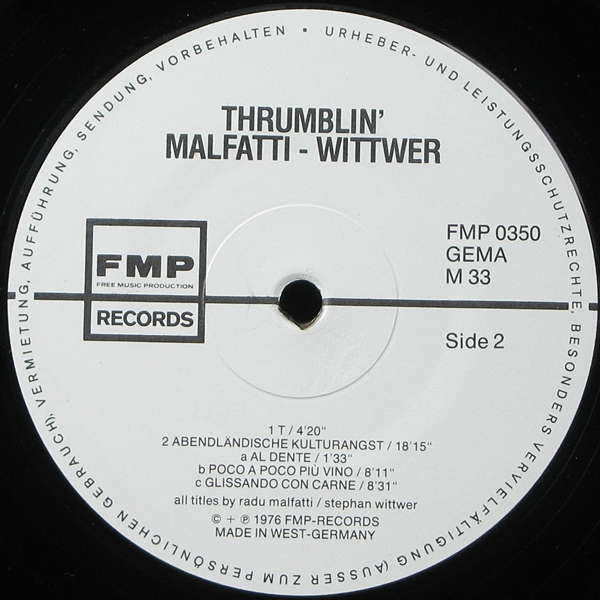 URHEBER- UND LEISTUNGSSCHUTZRECHTE, BESONDERS VERVIELFÄLTIGUNG (AUSSER ZUM PERSÖNLICHEN GEBRAUCH), VERMIETUNG, AUFFÜHRUNG, SENDUNG, VORBEHALTEN ▪
THRUMBLIN'
MALFATTI - WITTWER
FMP
FREE MUSIC PRODUCTION
RECORDS
FMP 0350
GEMA
M 33
Side 2
1 T / 4'20"
2 ABENDLÄNDISCHE KULTURANGST / 18'15"
a AL DENTE / 1'33"
b POCO A POCO PIÙ VINO / 8'11"
c GLISSANDO CON CARNE / 8'31"
all titles by radu malfatti / stephan wittwer
© + ℗ 1976 FMP-RECORDS
MADE IN WEST-GERMANY